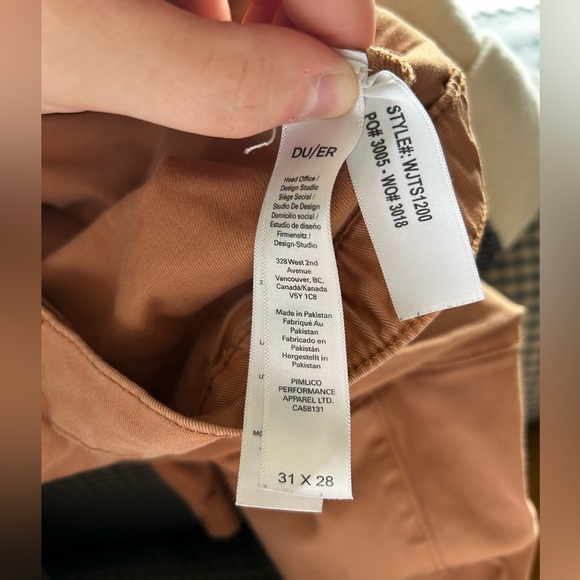 DU/ER
Head Office /
Design Studio
Siège Social /
Studio De Design
Domicilio social /
Estudio de diseño
Firmensitz /
Design-Studio
328 West 2nd
Avenue
Vancouver, BC,
Canada/Kanada
V5Y 1C8
Made in Pakistan
Fabriqué Au
Pakistan
Fabricado en
Pakistán
Hergestellt in
Pakistan
PIMLICO
PERFORMANCE
APPAREL LTD.
CA58131
31 X 28
STYLE#: WJTS1200
PO# 3005 - WO# 3018